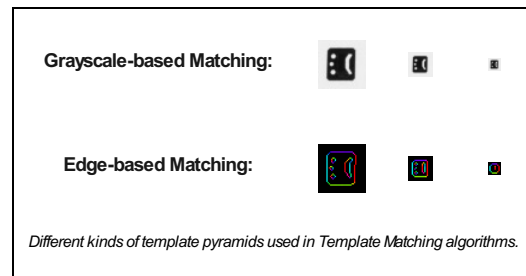 Grayscale-based Matching:
Edge-based Matching:
Different kinds of template pyramids used in Template Matching algorithms.